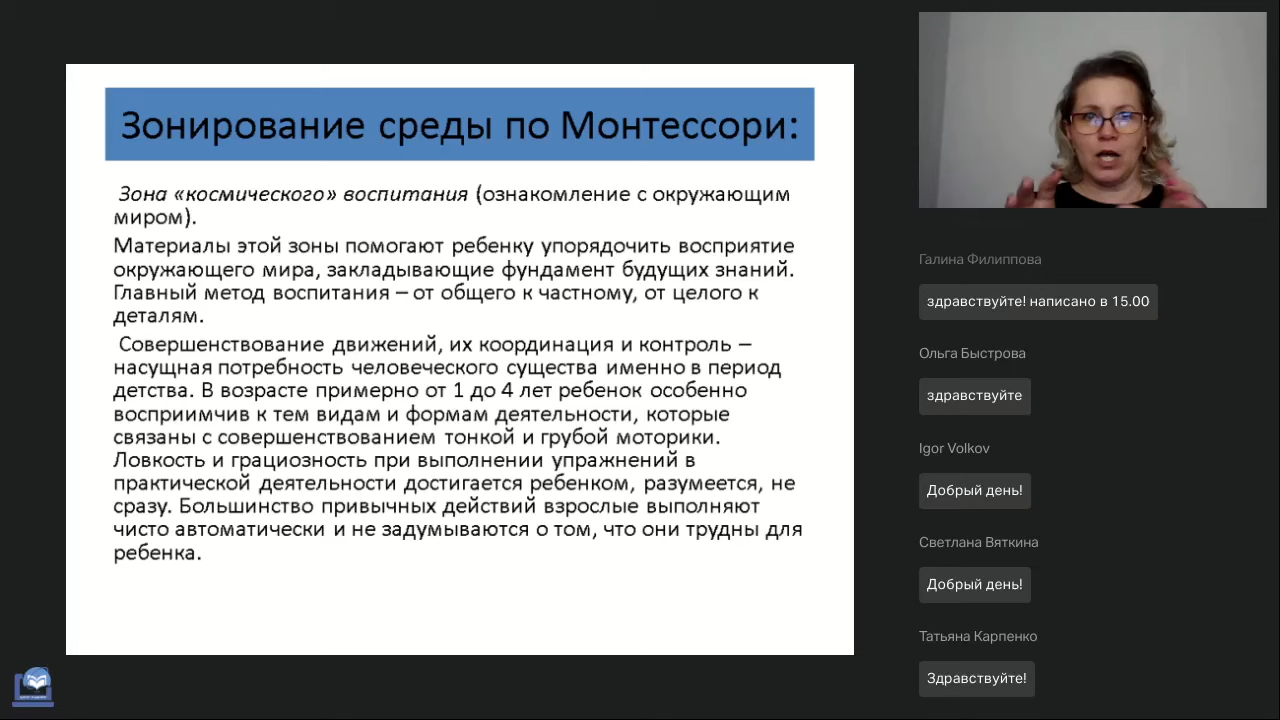 Зонирование среды по Монтессори:
Зона «космического» воспитания (ознакомление с окружающим
миром).
Материалы этой зоны помогают ребенку упорядочить восприятие
окружающего мира, закладывающие фундамент будущих знаний.
Главный метод воспитания – от общего к частному, от целого к
деталям.
Совершенствование движений, их координация и контроль –
насущная потребность человеческого существа именно в период
детства. В возрасте примерно от 1 до 4 лет ребенок особенно
восприимчив к тем видам и формам деятельности, которые
связаны с совершенствованием тонкой и грубой моторики.
Ловкость и грациозность при выполнении упражнений в
практической деятельности достигается ребенком, разумеется, не
сразу. Большинство привычных действий взрослые выполняют
чисто автоматически и не задумываются о том, что они трудны для
ребенка.
Галина Филиппова
здравствуйте! написано в 15.00
Ольга Быстрова
здравствуйте
Igor Volkov
Добрый день!
Светлана Вяткина
Добрый день!
Татьяна Карпенко
Здравствуйте!